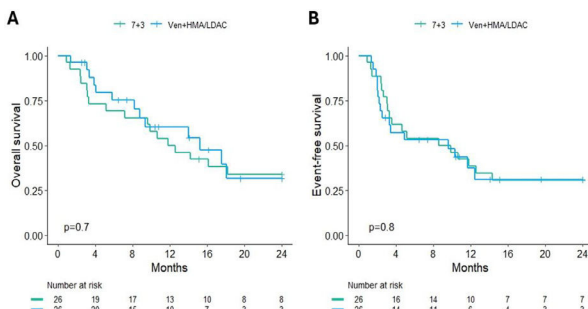 A
7+3 Ven+HMA/LDAC
Overall survival
1.00
0.75
0.50
0.25
0.00
p=0.7
0 4 8 12 16 20 24
Months
Number at risk
26 19 17 13 10 8 8
B
7+3 Ven+HMA/LDAC
Event-free survival
1.00
0.75
0.50
0.25
0.00
p=0.8
0 4 8 12 16 20 24
Months
Number at risk
26 16 14 10 7 7 7